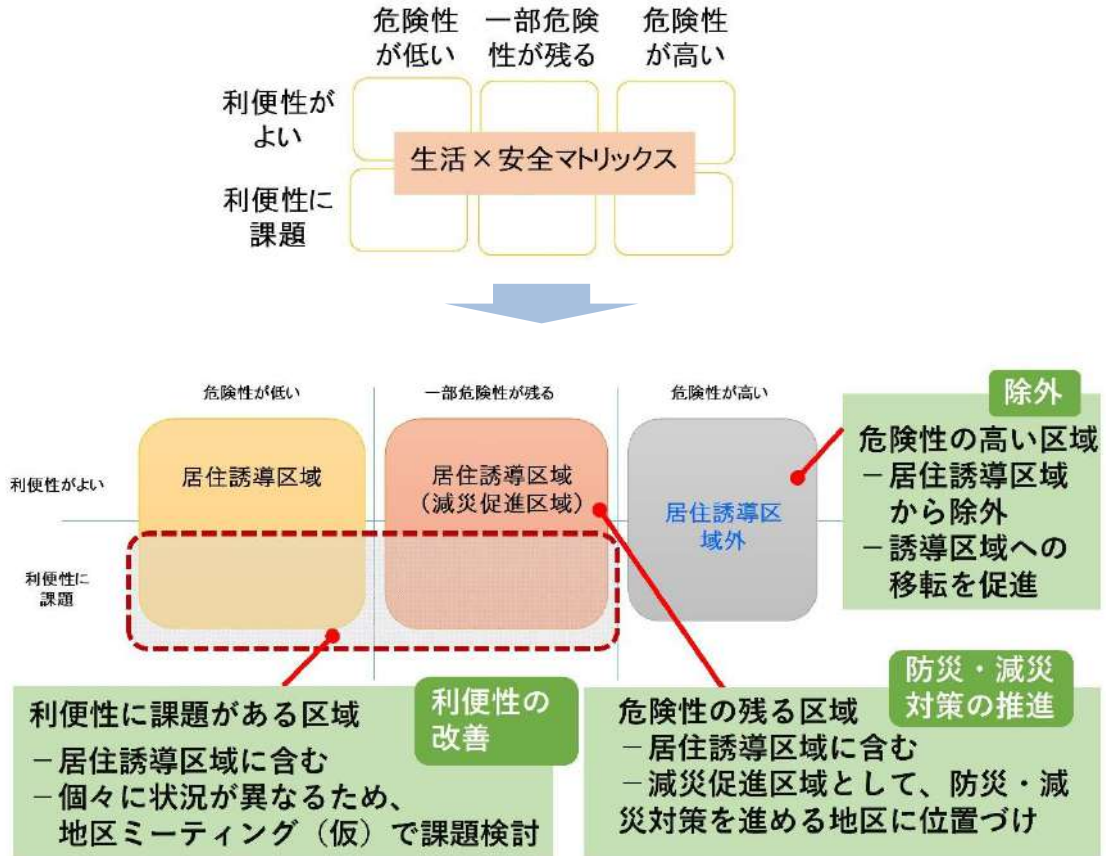 危険性
が低い
一部危険
性が残る
危険性
が高い
利便性が
よい
生活×安全マトリックス
利便性に
課題
危険性が低い
一部危険性が残る
危険性が高い
除外
危険性の高い区域
－居住誘導区域
から除外
－誘導区域への
移転を促進
利便性がよい
居住誘導区域
居住誘導区域
（減災促進区域）
居住誘導区
域外
利便性に
課題
利便性の
改善
利便性に課題がある区域
－居住誘導区域に含む
－個々に状況が異なるため、
地区ミーティング（仮）で課題検討
防災・減災
対策の推進
危険性の残る区域
－居住誘導区域に含む
－減災促進区域として、防災・減
災対策を進める地区に位置づけ